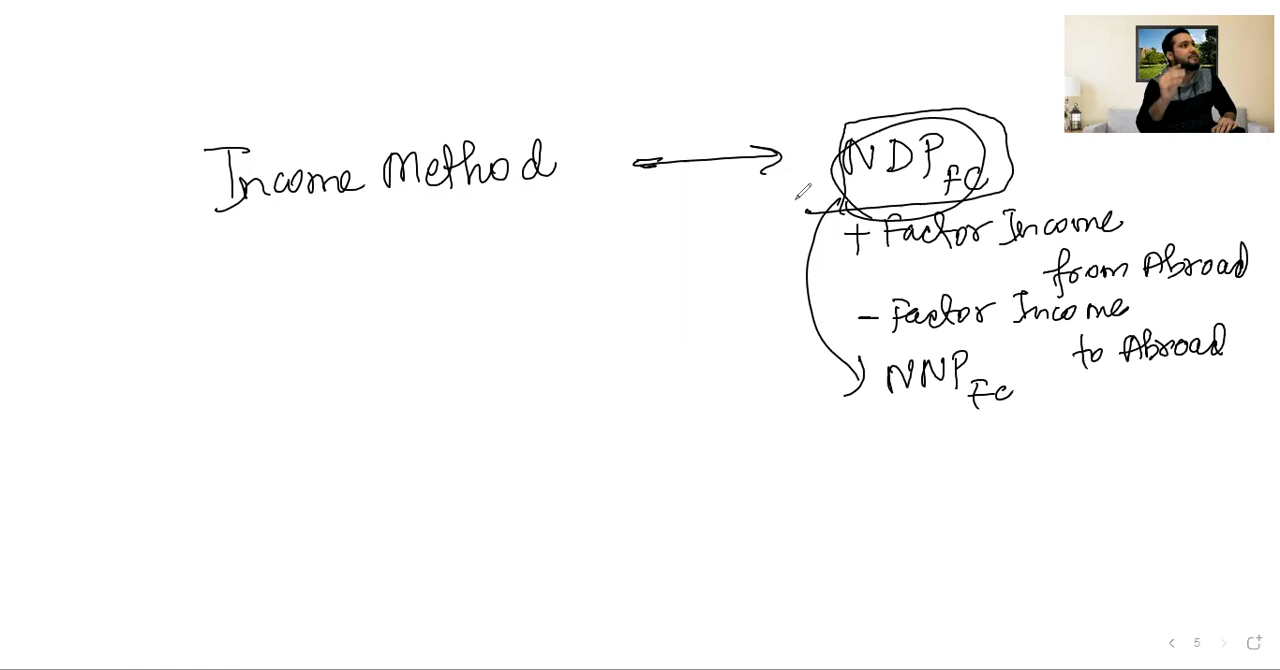 Income Method → NDP FC
+ Factor Income
from Abroad
- Factor Income
to Abroad
NNP FC
5